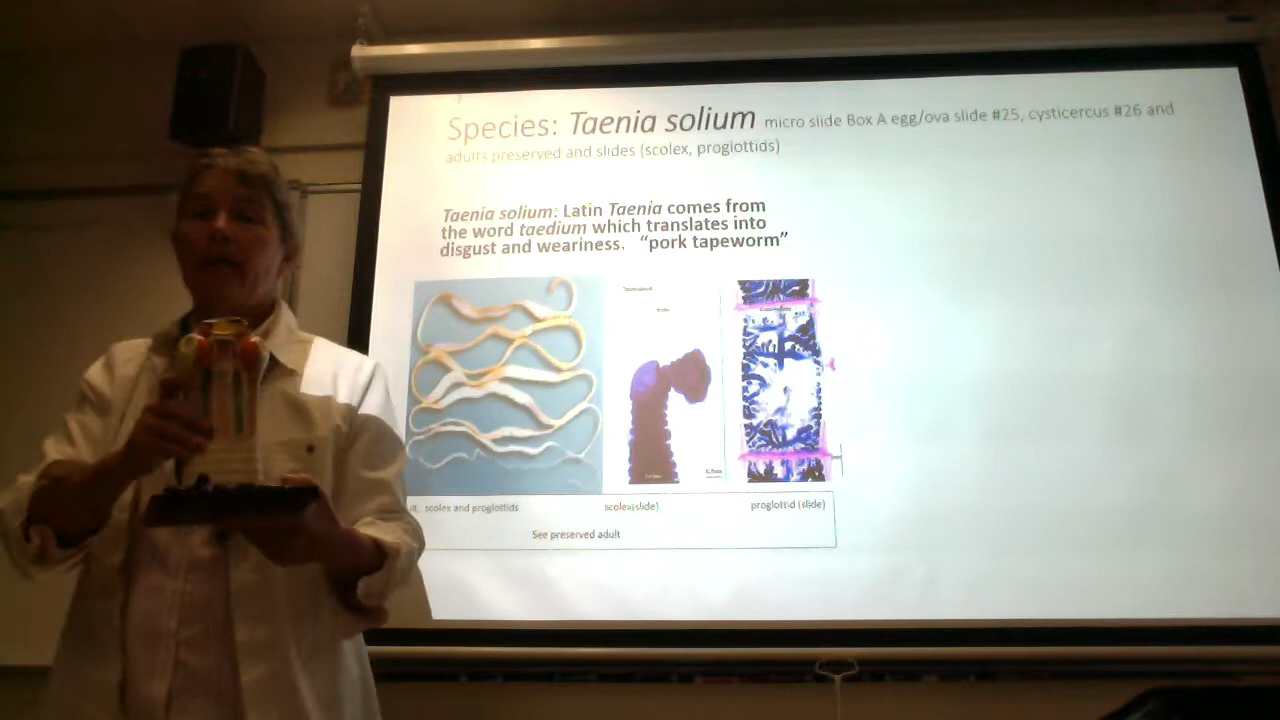 Species: Taenia solium micro slide Box A egg/ova slide #25, cysticercus #26 and
adults preserved and slides (scolex, proglottids)
Taenia solium: Latin Taenia comes from
the word taedium which translates into
disgust and weariness. “pork tapeworm”
scolex and proglottids
scolex(slide)
proglottid (slide)
See preserved adult